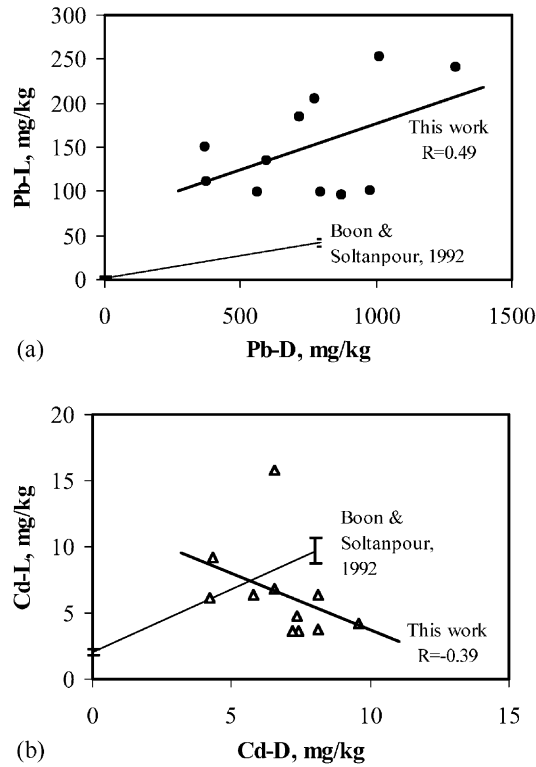 300
250
200
150
100
50
0
Pb-L, mg/kg
This work
R=0.49
Boon &
Soltanpour, 1992
500
1000
1500
(a)
Pb-D, mg/kg
20
15
10
5
0
Cd-L, mg/kg
Boon &
Soltanpour,
1992
This work
R=-0.39
0
5
10
15
(b)
Cd-D, mg/kg